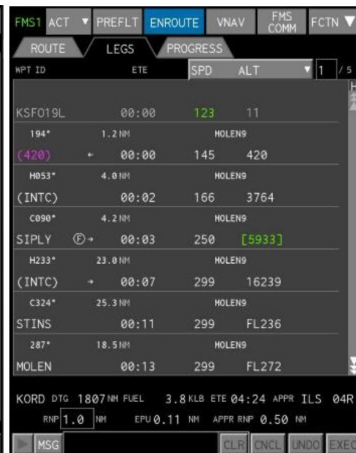 FMS1 ACT ▼ PREFLT ENROUTE VNAV FMS COMM FCTN ▼
ROUTE LEGS PROGRESS
WPT ID ETE SPD ALT ▼ 1 / 5
KSFO19L 00:00 123 11
194° 1.2 NM MOLEN9
(420) ← 00:00 145 420
H053° 4.0 NM MOLEN9
(INTC) 00:02 166 3764
C090° 4.2 NM MOLEN9
SIPLY Ⓕ→ 00:03 250 [5933]
H233° 23.0 NM MOLEN9
(INTC) → 00:07 299 16239
C324° 25.3 NM MOLEN9
STINS 00:11 299 FL236
287° 18.5 NM MOLEN9
MOLEN 00:13 299 FL272
KORD DTG 1807 NM FUEL 3.8 KLB ETE 04:24 APPR ILS 04R
RNP 1.0 NM EPU 0.11 NM APPR RNP 0.50 NM
MSG CLR CNCL UNDO EXEC